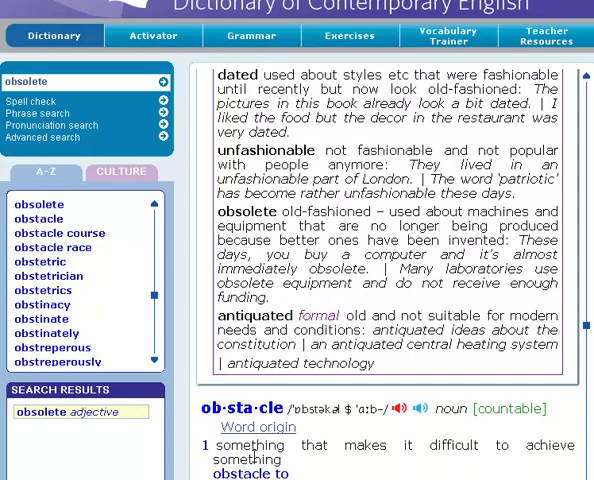 Dictionary of Contemporary English
Dictionary
Activator
Grammar
Exercises
Vocabulary
Trainer
Teacher
Resources
obsolete
Spell check
Phrase search
Pronunciation search
Advanced search
A-Z
CULTURE
obsolete
obstacle
obstacle course
obstacle race
obstetric
obstetrician
obstetrics
obstinacy
obstinate
obstinately
obstreperous
obstreperously
SEARCH RESULTS
obsolete adjective
dated used about styles etc that were fashionable
until recently but now look old-fashioned: The
pictures in this book already look a bit dated. | I
liked the food but the decor in the restaurant was
very dated.
unfashionable not fashionable and not popular
with people anymore: They lived in an
unfashionable part of London. | The word ‘patriotic’
has become rather unfashionable these days.
obsolete old-fashioned – used about machines and
equipment that are no longer being produced
because better ones have been invented: These
days, you buy a computer and it's almost
immediately obsolete. | Many laboratories use
obsolete equipment and do not receive enough
funding.
antiquated formal old and not suitable for modern
needs and conditions: antiquated ideas about the
constitution | an antiquated central heating system
| antiquated technology
ob·sta·cle /ˈɒbstəkəl $ ˈɑːb-/ noun [countable]
Word origin
1 something that makes it difficult to achieve
something
obstacle to